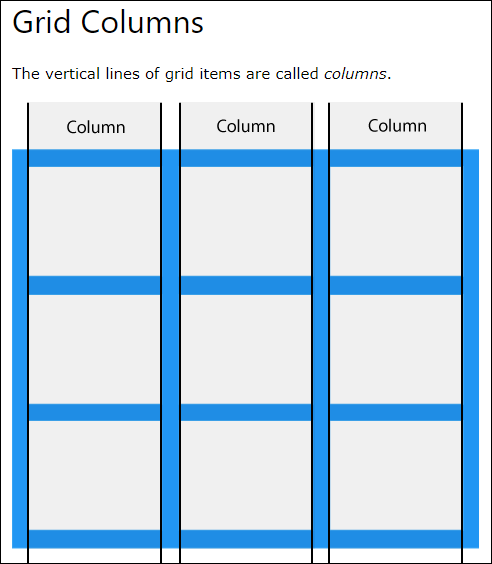 Grid Columns
The vertical lines of grid items are called columns.
Column Column Column